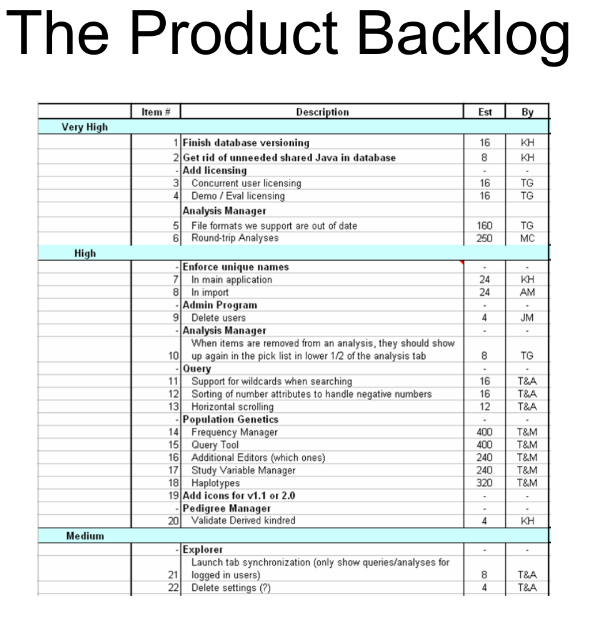 The Product Backlog
Item # Description Est By
Very High
1 Finish database versioning 16 KH
2 Get rid of unneeded shared Java in database 8 KH
- Add licensing - -
3 Concurrent user licensing 16 TG
4 Demo / Eval licensing 16 TG
Analysis Manager
5 File formats we support are out of date 160 TG
6 Round-trip Analyses 250 MC
High
- Enforce unique names - -
7 In main application 24 KH
8 In import 24 AM
- Admin Program - -
9 Delete users 4 JM
- Analysis Manager - -
When items are removed from an analysis, they should show
10 up again in the pick list in lower 1/2 of the analysis tab 8 TG
- Query - -
11 Support for wildcards when searching 16 T&A
12 Sorting of number attributes to handle negative numbers 16 T&A
13 Horizontal scrolling 12 T&A
- Population Genetics - -
14 Frequency Manager 400 T&M
15 Query Tool 400 T&M
16 Additional Editors (which ones) 240 T&M
17 Study Variable Manager 240 T&M
18 Haplotypes 320 T&M
19 Add icons for v1.1 or 2.0 - -
- Pedigree Manager - -
20 Validate Derived kindred 4 KH
Medium
- Explorer - -
Launch tab synchronization (only show queries/analyses for
21 logged in users) 8 T&A
22 Delete settings (?) 4 T&A